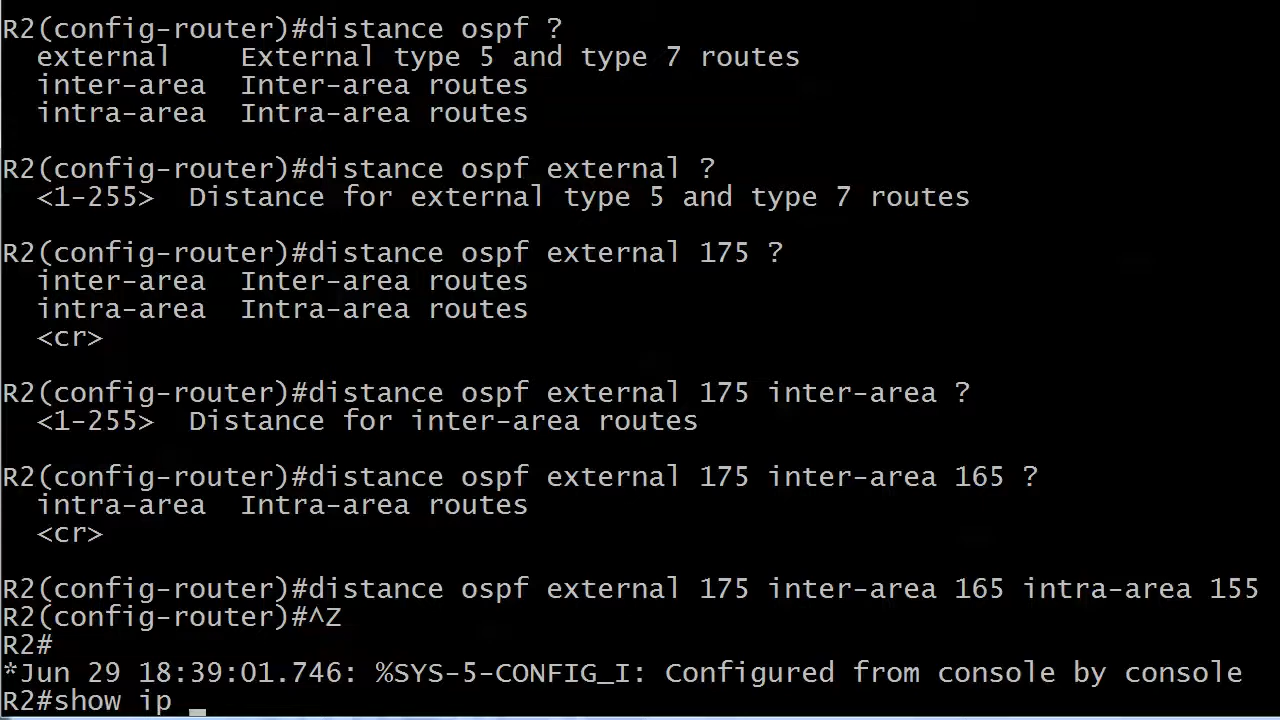 R2(config-router)#distance ospf ?
  external    External type 5 and type 7 routes
  inter-area  Inter-area routes
  intra-area  Intra-area routes
R2(config-router)#distance ospf external ?
  <1-255>  Distance for external type 5 and type 7 routes
R2(config-router)#distance ospf external 175 ?
  inter-area  Inter-area routes
  intra-area  Intra-area routes
  <cr>
R2(config-router)#distance ospf external 175 inter-area ?
  <1-255>  Distance for inter-area routes
R2(config-router)#distance ospf external 175 inter-area 165 ?
  intra-area  Intra-area routes
  <cr>
R2(config-router)#distance ospf external 175 inter-area 165 intra-area 155
R2(config-router)#^Z
R2#
*Jun 29 18:39:01.746: %SYS-5-CONFIG_I: Configured from console by console
R2#show ip _